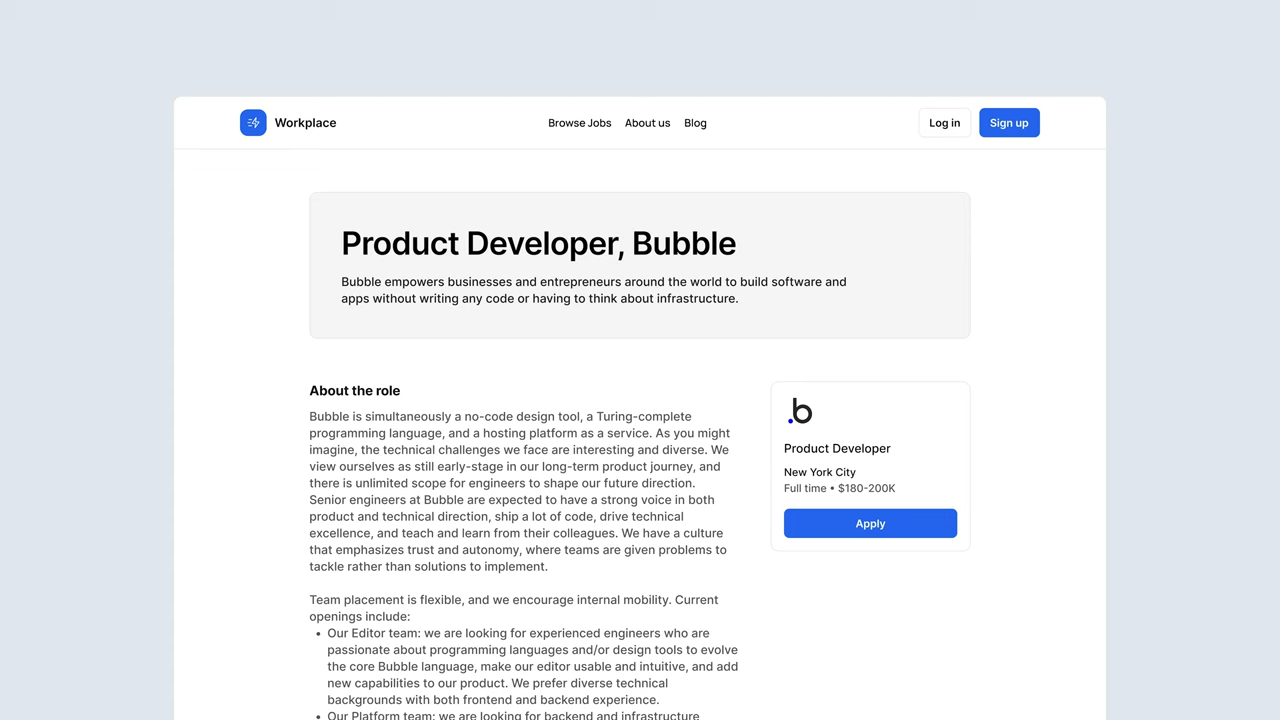 Workplace
Browse Jobs
About us
Blog
Log in
Sign up
Product Developer, Bubble
Bubble empowers businesses and entrepreneurs around the world to build software and
apps without writing any code or having to think about infrastructure.
About the role
Bubble is simultaneously a no-code design tool, a Turing-complete
programming language, and a hosting platform as a service. As you might
imagine, the technical challenges we face are interesting and diverse. We
view ourselves as still early-stage in our long-term product journey, and
there is unlimited scope for engineers to shape our future direction.
Senior engineers at Bubble are expected to have a strong voice in both
product and technical direction, ship a lot of code, drive technical
excellence, and teach and learn from their colleagues. We have a culture
that emphasizes trust and autonomy, where teams are given problems to
tackle rather than solutions to implement.
Team placement is flexible, and we encourage internal mobility. Current
openings include:
• Our Editor team: we are looking for experienced engineers who are
passionate about programming languages and/or design tools to evolve
the core Bubble language, make our editor usable and intuitive, and add
new capabilities to our product. We prefer diverse technical
backgrounds with both frontend and backend experience.
• Our Platform team: we are looking for backend and infrastructure
.b
Product Developer
New York City
Full time • $180-200K
Apply